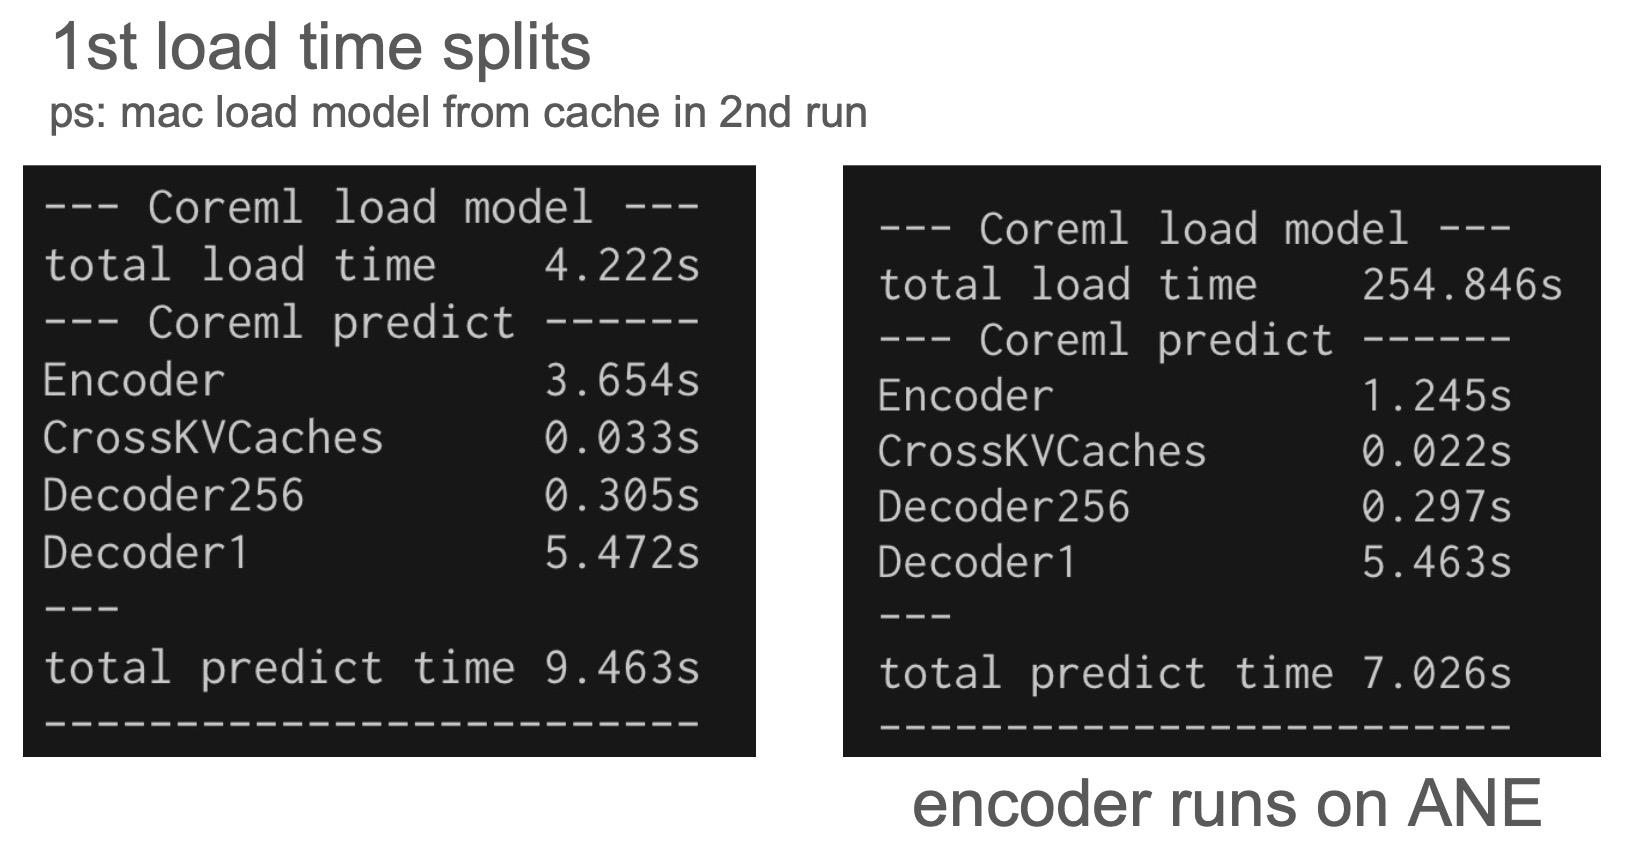 1st load time splits
ps: mac load model from cache in 2nd run
--- Coreml load model ---
total load time    4.222s
--- Coreml predict ------
Encoder            3.654s
CrossKVCaches      0.033s
Decoder256         0.305s
Decoder1           5.472s
---
total predict time 9.463s
-------------------------
--- Coreml load model ---
total load time    254.846s
--- Coreml predict ------
Encoder            1.245s
CrossKVCaches      0.022s
Decoder256         0.297s
Decoder1           5.463s
---
total predict time 7.026s
-------------------------
encoder runs on ANE